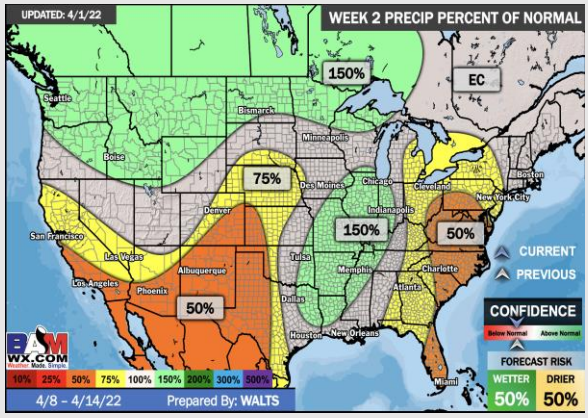 UPDATED: 4/1/22
WEEK 2 PRECIP PERCENT OF NORMAL
150%
EC
Seattle
Bismarck
Minneapolis
Boise
Boston
75%
Des Moines
Chicago
Cleveland
New York City
Denver
Indianapolis
150%
50%
San Francisco
Las Vegas
Tulsa
CURRENT
PREVIOUS
Los Angeles
Albuquerque
Memphis
Charlotte
Phoenix
Atlanta
50%
Dallas
Houston
New Orleans
Miami
CONFIDENCE
Below Normal Above Normal
FORECAST RISK
WETTER DRIER
50% 50%
BAM
WX.COM
Weather. Made. Simple.
10% 25% 50% 75% 100% 150% 200% 300% 500%
4/8 – 4/14/22 Prepared By: WALTS